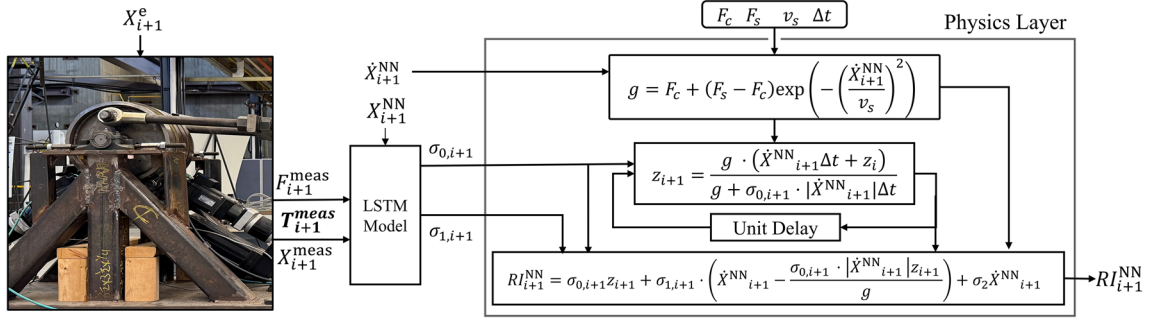 X^e_{i+1}
F_c F_s v_s Δt
Physics Layer
Ẋ^NN_{i+1}
g = F_c + (F_s − F_c)exp(−(Ẋ^NN_{i+1}/v_s)^2)
X^NN_{i+1}
F^meas_{i+1}
T^meas_{i+1}
X^meas_{i+1}
LSTM
Model
σ_{0,i+1}
σ_{1,i+1}
z_{i+1} = g · (Ẋ^NN_{i+1}Δt + z_i) / (g + σ_{0,i+1} · |Ẋ^NN_{i+1}|Δt)
Unit Delay
RI^NN_{i+1} = σ_{0,i+1}z_{i+1} + σ_{1,i+1} · (Ẋ^NN_{i+1} − σ_{0,i+1} · |Ẋ^NN_{i+1}|z_{i+1} / g) + σ_2Ẋ^NN_{i+1}
RI^NN_{i+1}